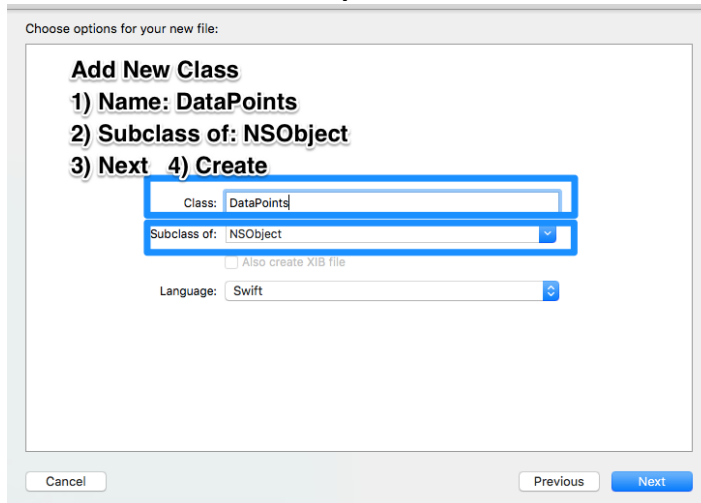 Choose options for your new file:
Add New Class
1) Name: DataPoints
2) Subclass of: NSObject
3) Next 4) Create
Class: DataPoints
Subclass of: NSObject
Also create XIB file
Language: Swift
Cancel Previous Next